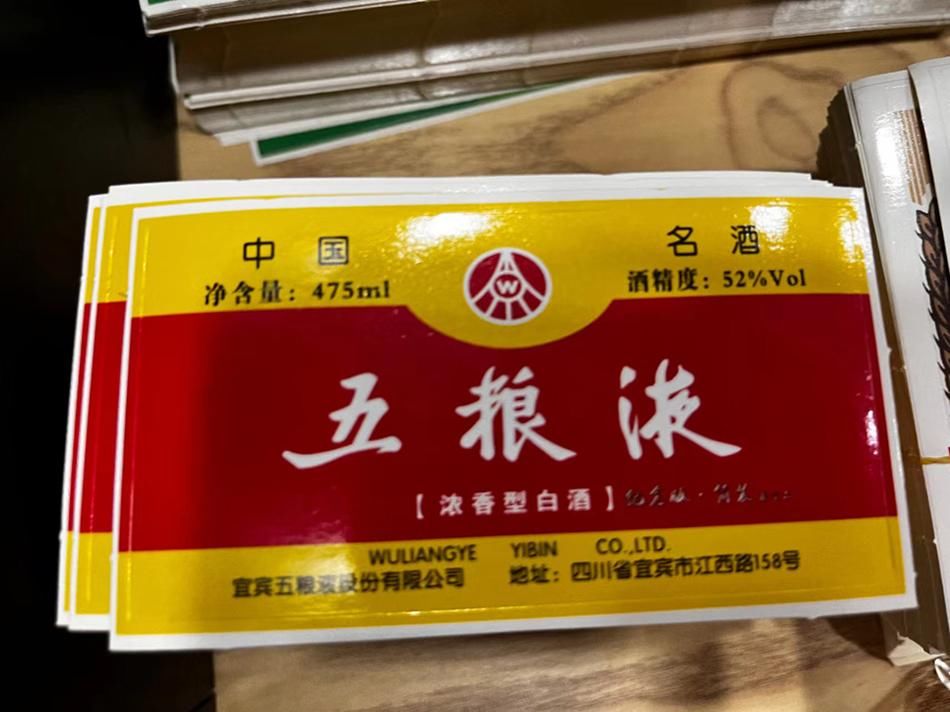 中国
名酒
净含量：475ml
酒精度：52%Vol
W
五粮液
【浓香型白酒】
WULIANGYE YIBIN CO.,LTD.
宜宾五粮液股份有限公司
地址：四川省宜宾市江西路158号